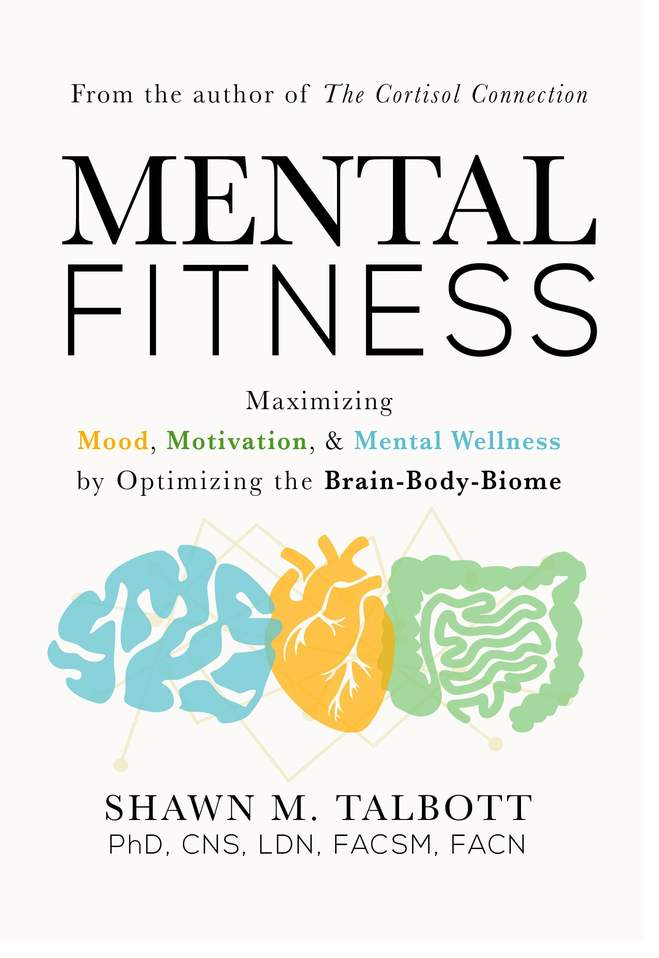 From the author of The Cortisol Connection
MENTAL
FITNESS
Maximizing
Mood, Motivation, & Mental Wellness
by Optimizing the Brain-Body-Biome
SHAWN M. TALBOTT
PhD, CNS, LDN, FACSM, FACN